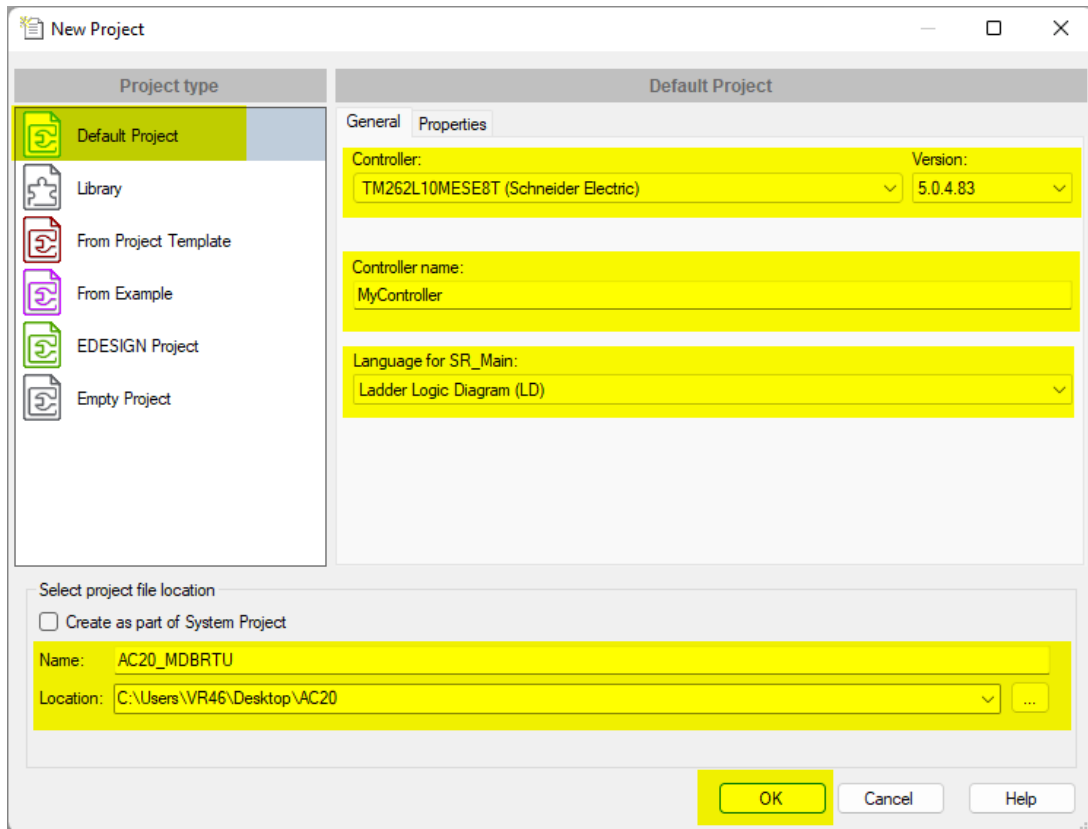 New Project
Project type
Default Project
Library
From Project Template
From Example
EDESIGN Project
Empty Project
Default Project
General Properties
Controller: Version:
TM262L10MESE8T (Schneider Electric) 5.0.4.83
Controller name:
MyController
Language for SR_Main:
Ladder Logic Diagram (LD)
Select project file location
Create as part of System Project
Name: AC20_MDBRTU
Location: C:\Users\VR46\Desktop\AC20 ...
OK Cancel Help